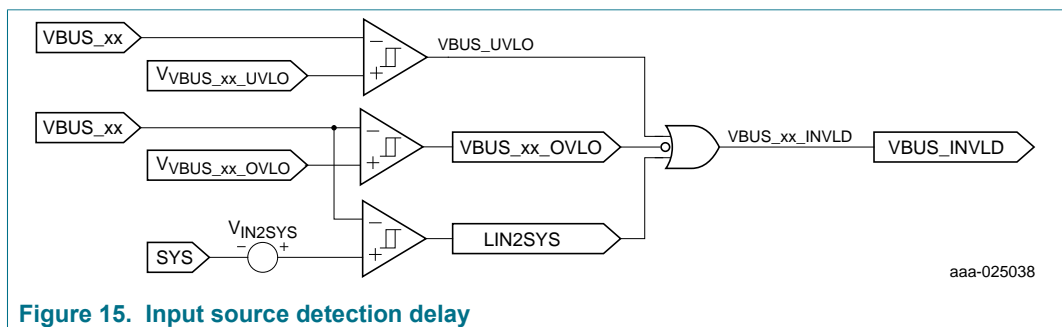 VBUS_xx
VBUS_UVLO
VVBUS_xx_UVLO
VBUS_xx
VBUS_xx_OVLO
VBUS_xx_INVLD
VBUS_INVLD
VVBUS_xx_OVLO
VIN2SYS
SYS
LIN2SYS
- +
- +
- +
- +
aaa-025038
Figure 15. Input source detection delay